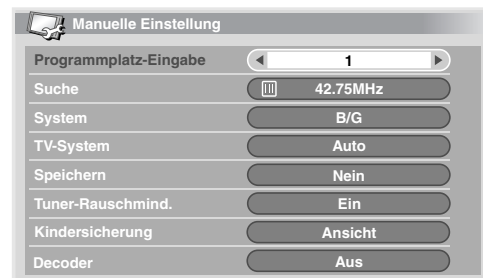 Manuelle Einstellung
Programmplatz-Eingabe 1
Suche 42.75MHz
System B/G
TV-System Auto
Speichern Nein
Tuner-Rauschmind. Ein
Kindersicherung Ansicht
Decoder Aus